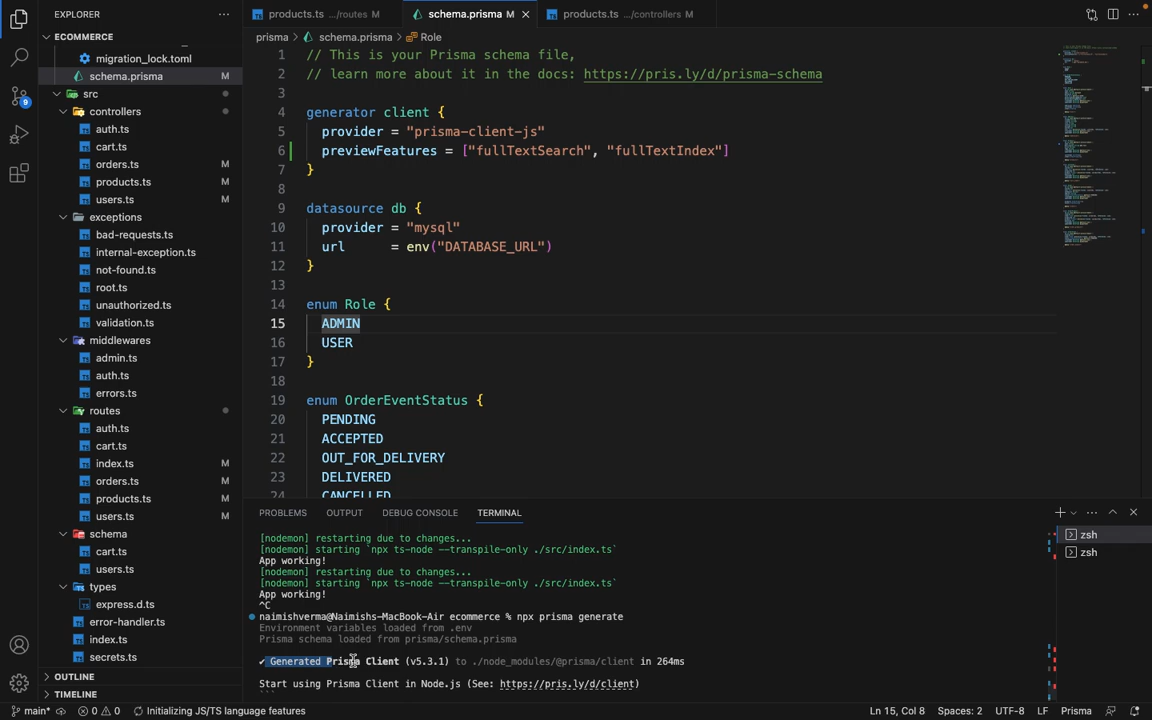 EXPLORER
ECOMMERCE
migration_lock.toml
schema.prisma M
src
controllers
auth.ts
cart.ts
orders.ts M
products.ts M
users.ts M
exceptions
bad-requests.ts
internal-exception.ts
not-found.ts
root.ts
unauthorized.ts
validation.ts
middlewares
admin.ts
auth.ts
errors.ts
routes
auth.ts
cart.ts
index.ts M
orders.ts M
products.ts M
users.ts M
schema
cart.ts
users.ts
types
express.d.ts
error-handler.ts
index.ts
secrets.ts
OUTLINE
TIMELINE
9
products.ts .../routes M
schema.prisma M
products.ts .../controllers M
prisma > schema.prisma > Role
1 // This is your Prisma schema file,
2 // learn more about it in the docs: https://pris.ly/d/prisma-schema
3
4 generator client {
5 provider = "prisma-client-js"
6 previewFeatures = ["fullTextSearch", "fullTextIndex"]
7 }
8
9 datasource db {
10 provider = "mysql"
11 url = env("DATABASE_URL")
12 }
13
14 enum Role {
15 ADMIN
16 USER
17 }
18
19 enum OrderEventStatus {
20 PENDING
21 ACCEPTED
22 OUT_FOR_DELIVERY
23 DELIVERED
24 CANCELLED
PROBLEMS OUTPUT DEBUG CONSOLE TERMINAL
[nodemon] restarting due to changes...
[nodemon] starting `npx ts-node --transpile-only ./src/index.ts`
App working!
[nodemon] restarting due to changes...
[nodemon] starting `npx ts-node --transpile-only ./src/index.ts`
App working!
^C
naimishverma@Naimishs-MacBook-Air ecommerce % npx prisma generate
Environment variables loaded from .env
Prisma schema loaded from prisma/schema.prisma
✔ Generated Prisma Client (v5.3.1) to ./node_modules/@prisma/client in 264ms
Start using Prisma Client in Node.js (See: https://pris.ly/d/client)
```
zsh
zsh
main* 0 0 Initializing JS/TS language features Ln 15, Col 8 Spaces: 2 UTF-8 LF Prisma